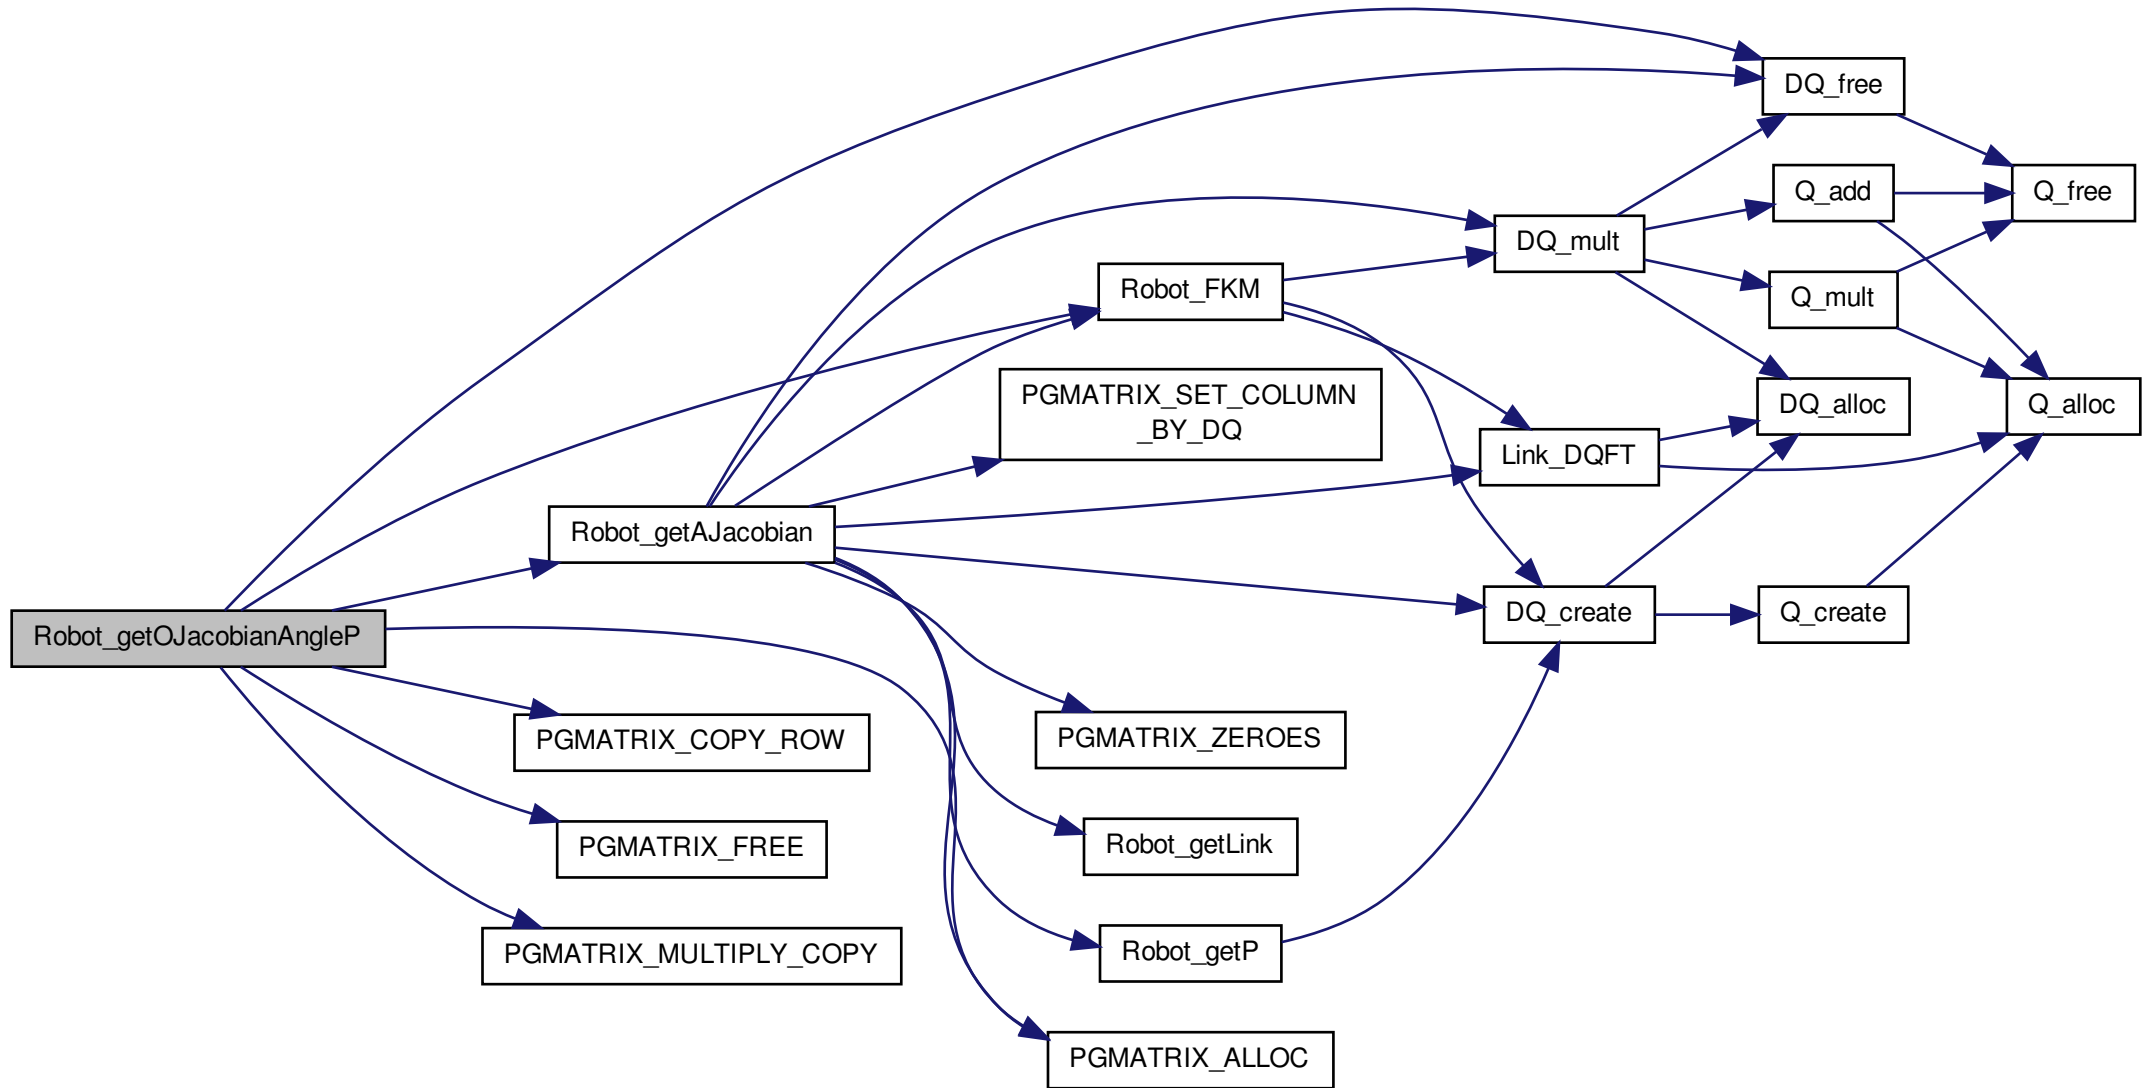 DQ_free
Q_add
Q_free
DQ_mult
Robot_FKM
Q_mult
PGMATRIX_SET_COLUMN
_BY_DQ
DQ_alloc
Q_alloc
Link_DQFT
Robot_getAJacobian
DQ_create
Q_create
Robot_getOJacobianAngleP
PGMATRIX_COPY_ROW
PGMATRIX_ZEROES
PGMATRIX_FREE
Robot_getLink
PGMATRIX_MULTIPLY_COPY
Robot_getP
PGMATRIX_ALLOC